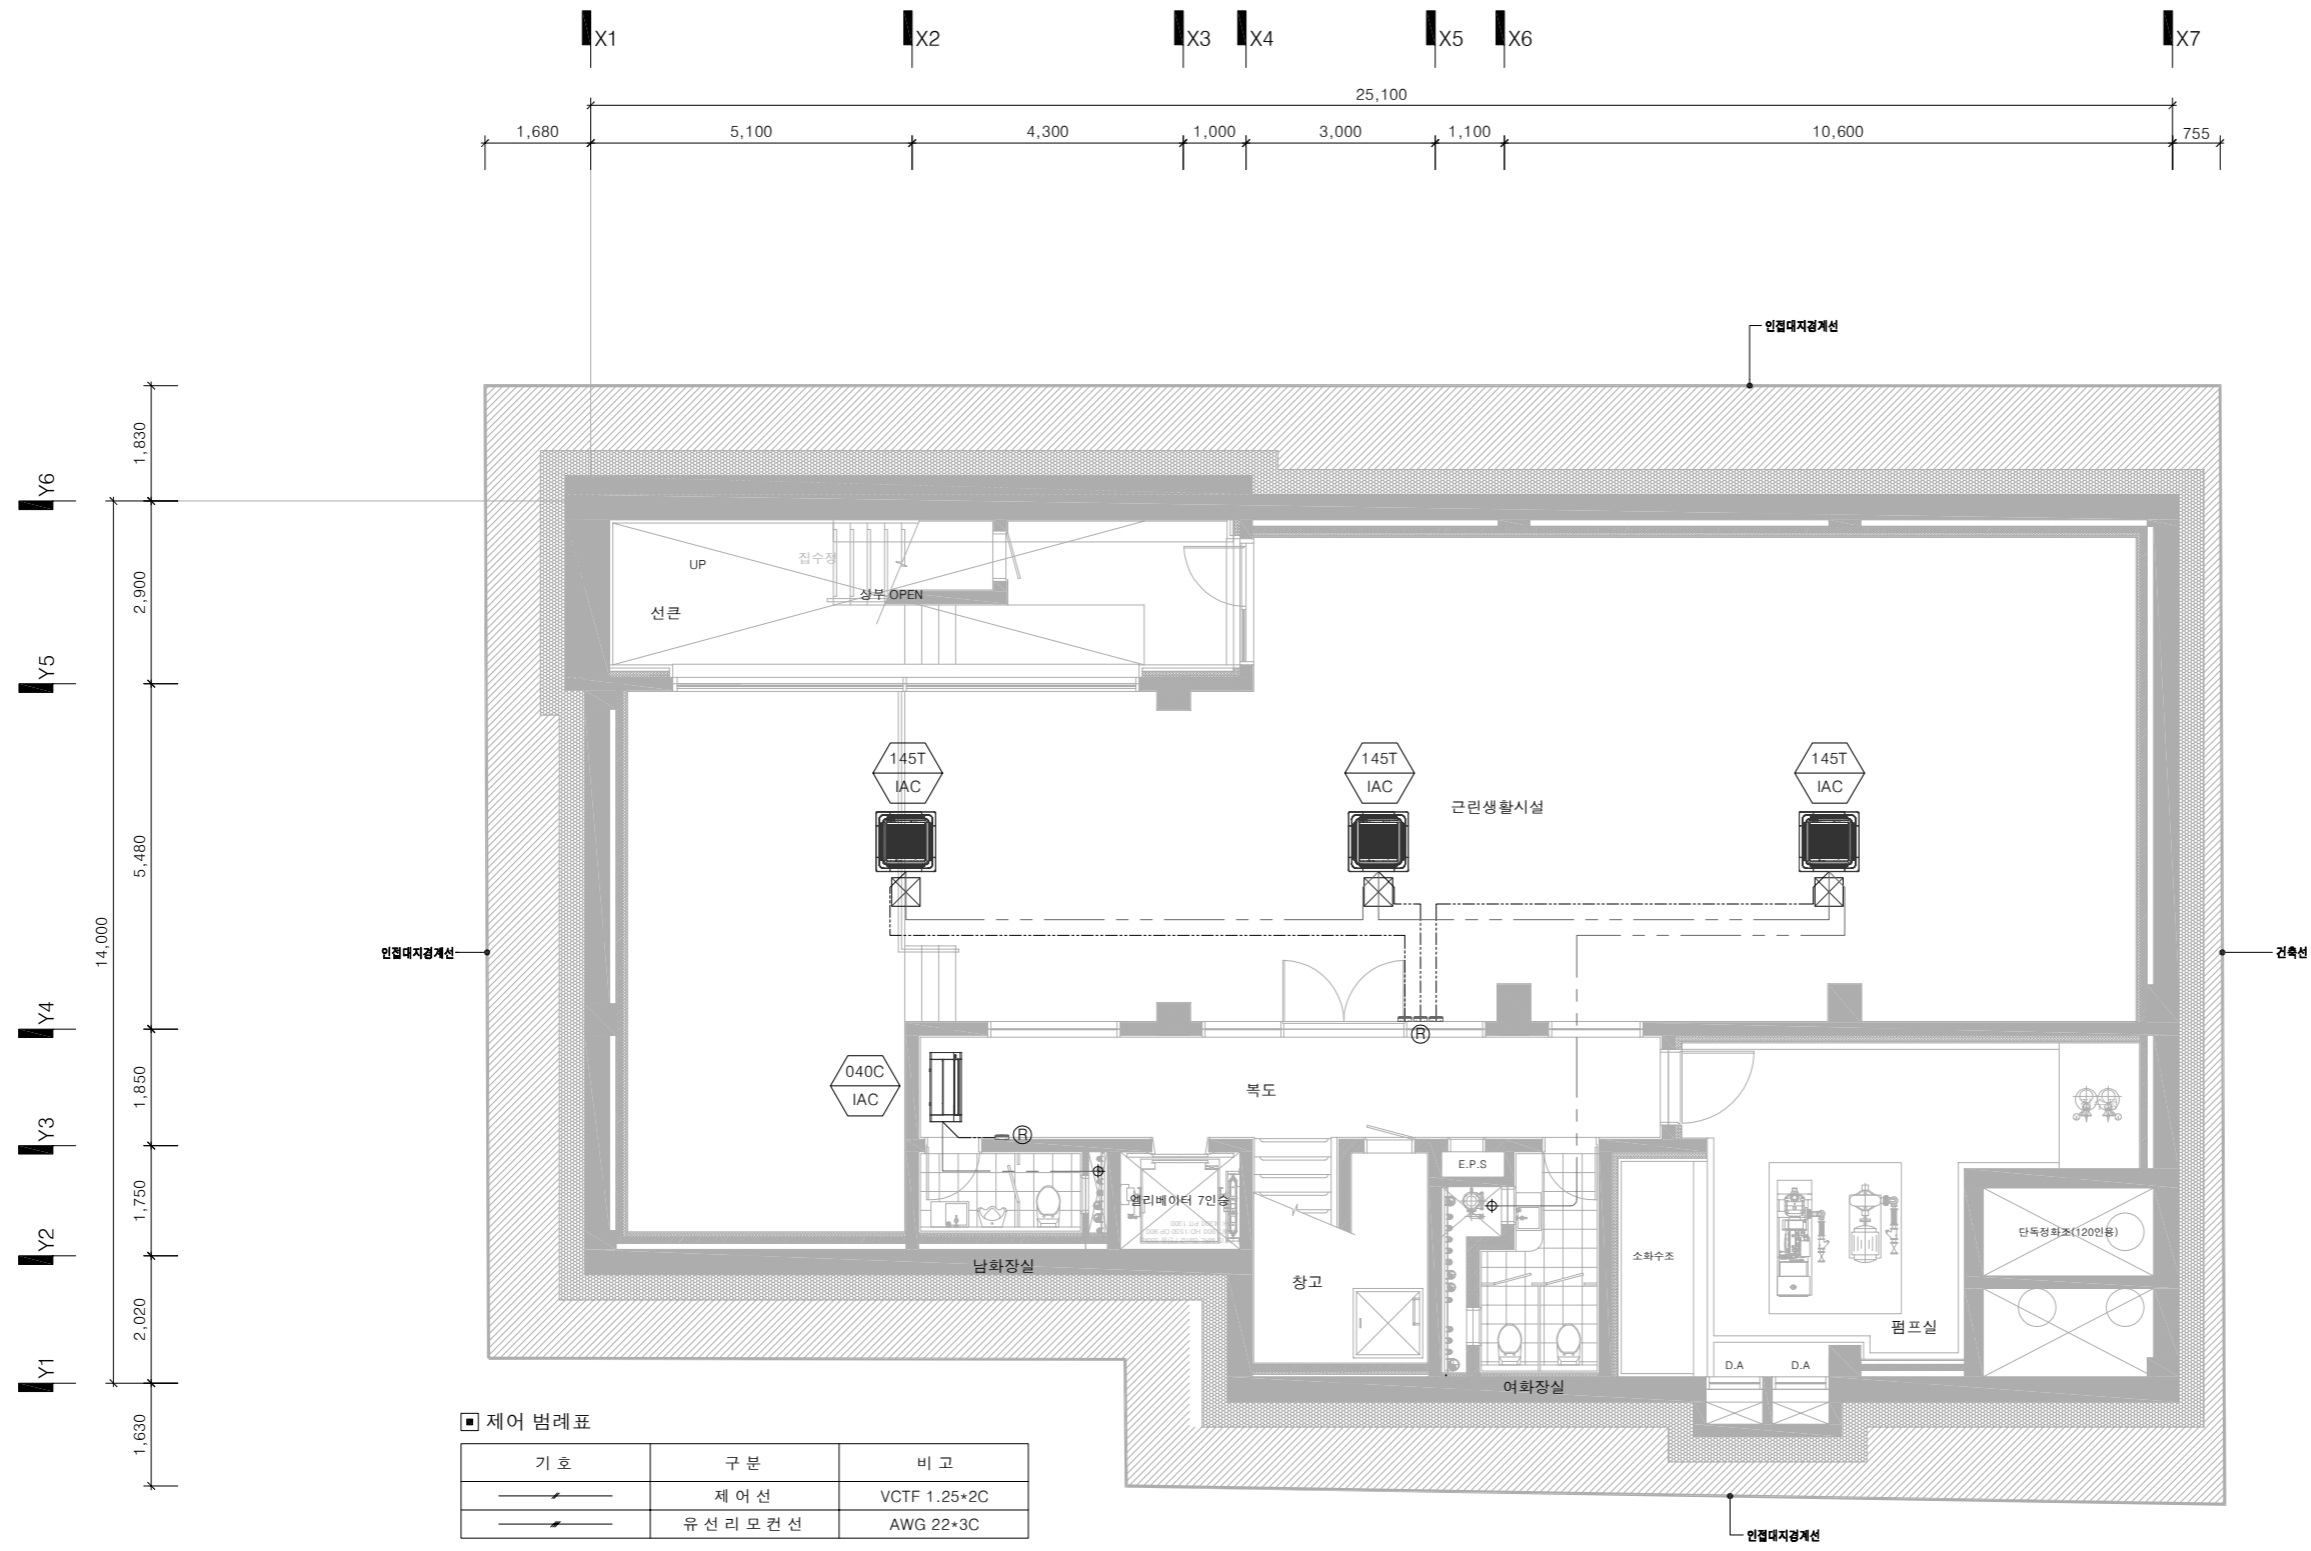 X1 X2 X3 X4 X5 X6 X7
25,100
1,680 5,100 4,300 1,000 3,000 1,100 10,600 755
인접대지경계선
1,830
Y6
2,900
집수정
UP
상부 OPEN
선큰
Y5
145T 145T 145T
IAC IAC IAC
근린생활시설
5,480
14,000
인접대지경계선
건축선
Y4
R
040C
IAC
복도
1,850
R
Y3
E.P.S
1,750
엘리베이터 7인승
단독정화조(120인용)
Y2
소화수조
남화장실
창고
2,020
펌프실
D.A D.A
Y1
여화장실
1,630
제어 범례표
기 호 구 분 비 고
제 어 선 VCTF 1.25*2C
유 선 리 모 컨 선 AWG 22*3C
인접대지경계선